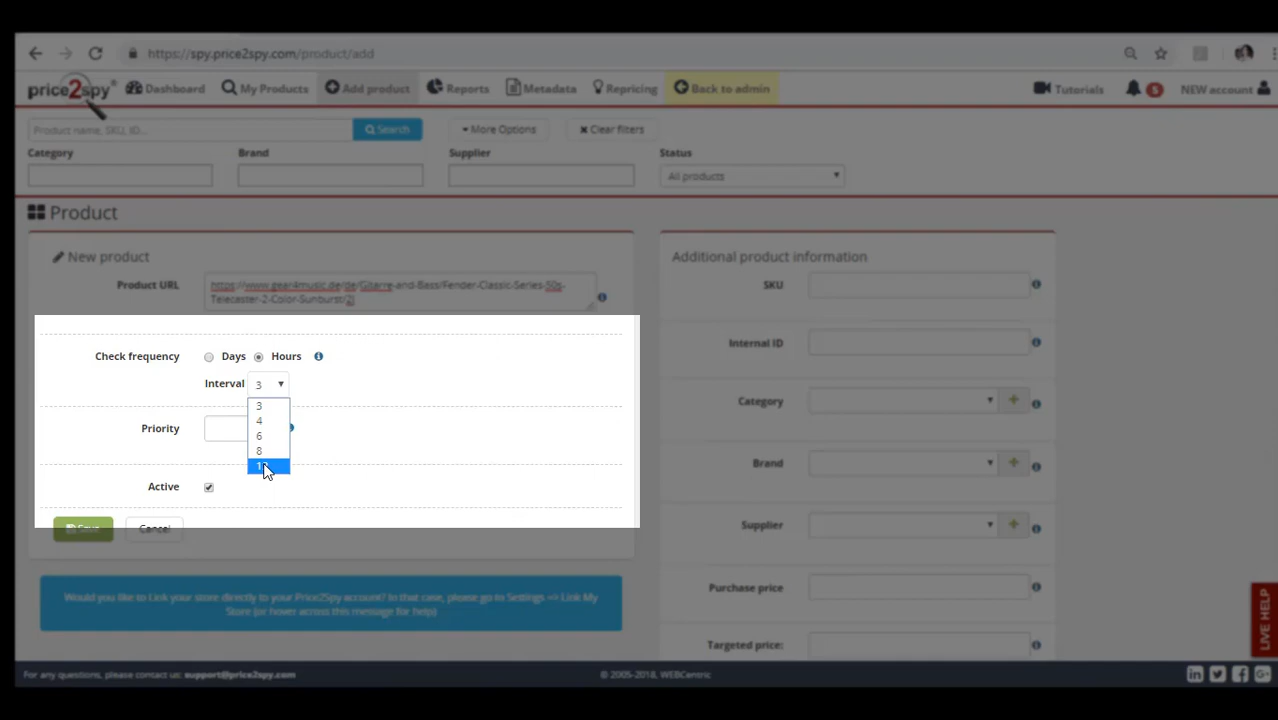 https://spy.price2spy.com/product/add
price2spy® Dashboard My Products Add product Reports Metadata Repricing Back to admin Tutorials 5 NEW account
Product name, SKU, ID... Search More Options Clear filters
Category Brand Supplier Status
All products
Product
New product
Product URL https://www.gear4music.de/de/Gitarre-and-Bass/Fender-Classic-Series-50s-
Telecaster-2-Color-Sunburst/2J
Check frequency Days Hours
Interval 3
3
4
6
8
Priority
Active
Save Cancel
Would you like to Link your store directly to your Price2Spy account? In that case, please go to Settings => Link My
Store (or hover across this message for help)
Additional product information
SKU
Internal ID
Category
Brand
Supplier
Purchase price
Targeted price:
LIVE HELP
For any questions, please contact us: support@price2spy.com © 2005-2018, WEBCentric